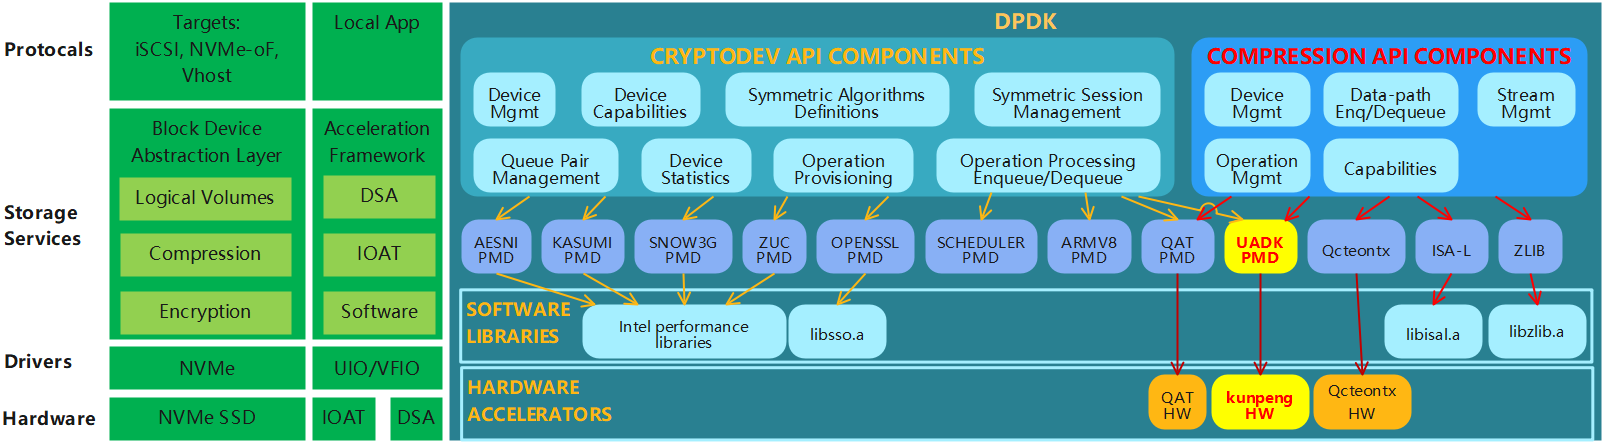 Protocals
Targets:
iSCSI, NVMe-oF,
Vhost
Local App
Storage
Services
Block Device
Abstraction Layer
Logical Volumes
Compression
Encryption
Acceleration
Framework
DSA
IOAT
Software
Drivers
NVMe
UIO/VFIO
Hardware
NVMe SSD
IOAT
DSA
DPDK
CRYPTODEV API COMPONENTS
Device
Mgmt
Device
Capabilities
Symmetric Algorithms
Definitions
Symmetric Session
Management
Queue Pair
Management
Device
Statistics
Operation
Provisioning
Operation Processing
Enqueue/Dequeue
COMPRESSION API COMPONENTS
Device
Mgmt
Data-path
Enq/Dequeue
Stream
Mgmt
Operation
Mgmt
Capabilities
AESNI
PMD
KASUMI
PMD
SNOW3G
PMD
ZUC
PMD
OPENSSL
PMD
SCHEDULER
PMD
ARMV8
PMD
QAT
PMD
UADK
PMD
Qcteontx
ISA-L
ZLIB
SOFTWARE
LIBRARIES
Intel performance
libraries
libsso.a
libisal.a
libzlib.a
HARDWARE
ACCELERATORS
QAT
HW
kunpeng
HW
Qcteontx
HW